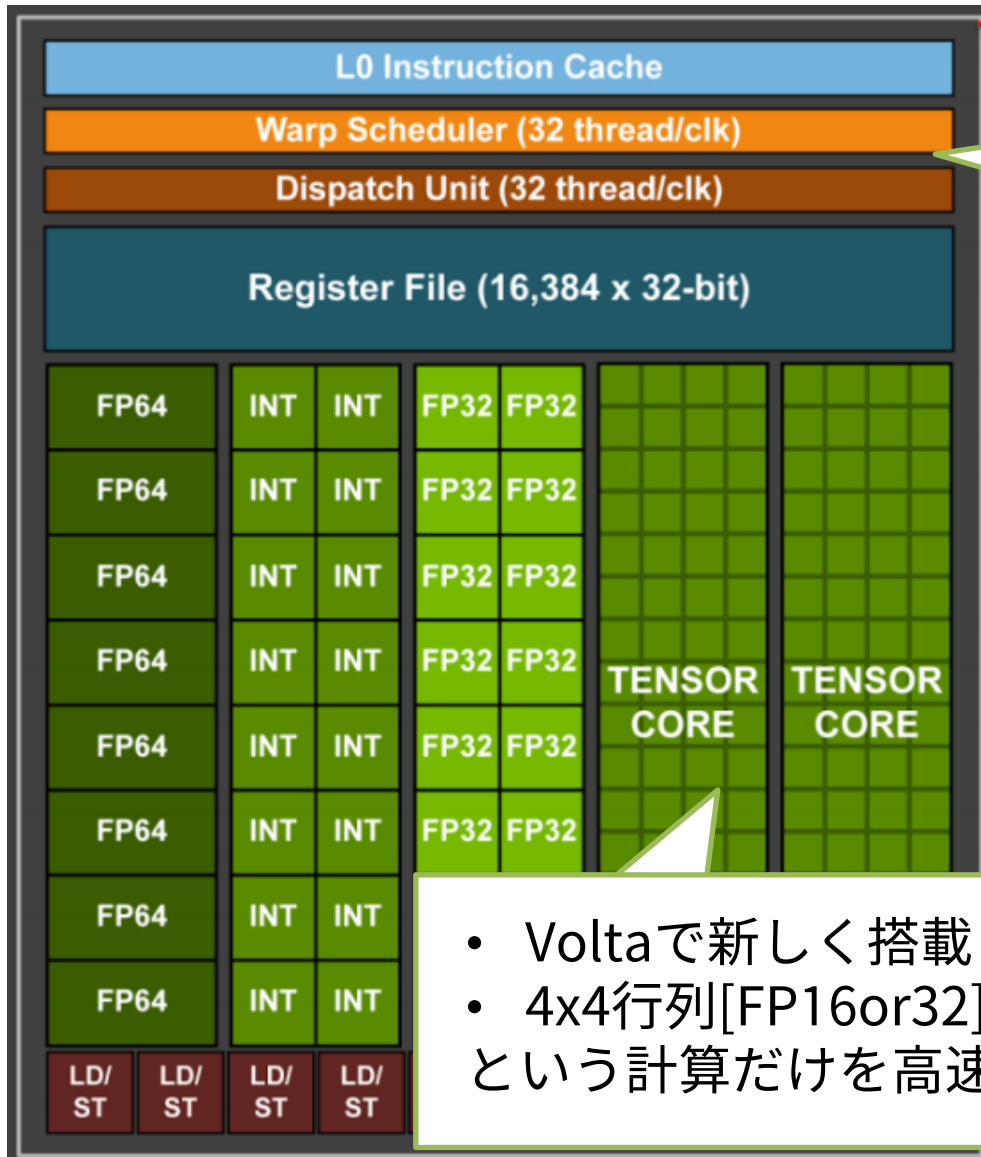 L0 Instruction Cache
Warp Scheduler (32 thread/clk)
Dispatch Unit (32 thread/clk)
Register File (16,384 x 32-bit)
FP64 INT INT FP32 FP32
FP64 INT INT FP32 FP32
FP64 INT INT FP32 FP32
FP64 INT INT FP32 FP32
TENSOR CORE
TENSOR CORE
FP64 INT INT FP32 FP32
FP64 INT INT FP32 FP32
FP64 INT INT
FP64 INT INT
LD/ST LD/ST LD/ST LD/ST
• Voltaで新しく搭載
• 4x4行列[FP16or32]
という計算だけを高速